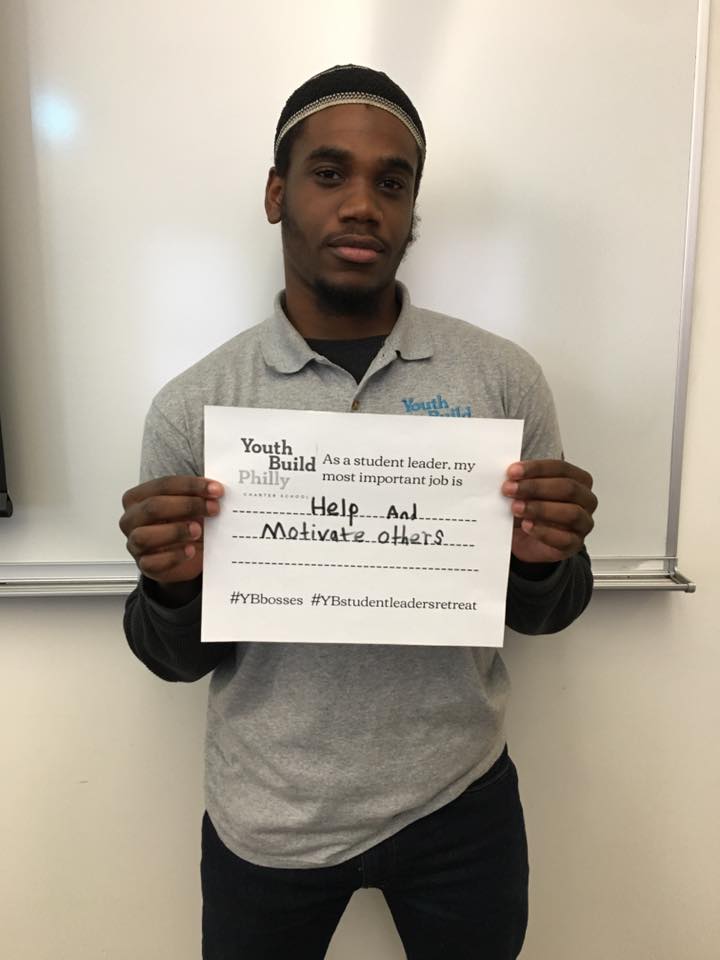 Youth
Build
Youth
Build
Philly
CHARTER SCHOOL
As a student leader, my
most important job is
Help And
Motivate others
#YBbosses #YBstudentleadersretreat